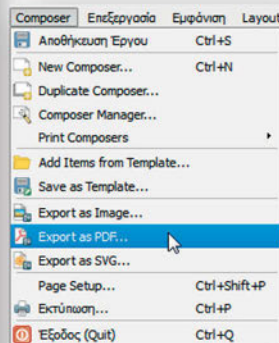 Composer Επεξεργασία Εμφάνιση Layout
Αποθήκευση Έργου Ctrl+S
New Composer... Ctrl+N
Duplicate Composer...
Composer Manager...
Print Composers
Add Items from Template...
Save as Template...
Export as Image...
Export as PDF...
Export as SVG...
Page Setup... Ctrl+Shift+P
Εκτύπωση... Ctrl+P
Έξοδος (Quit) Ctrl+Q